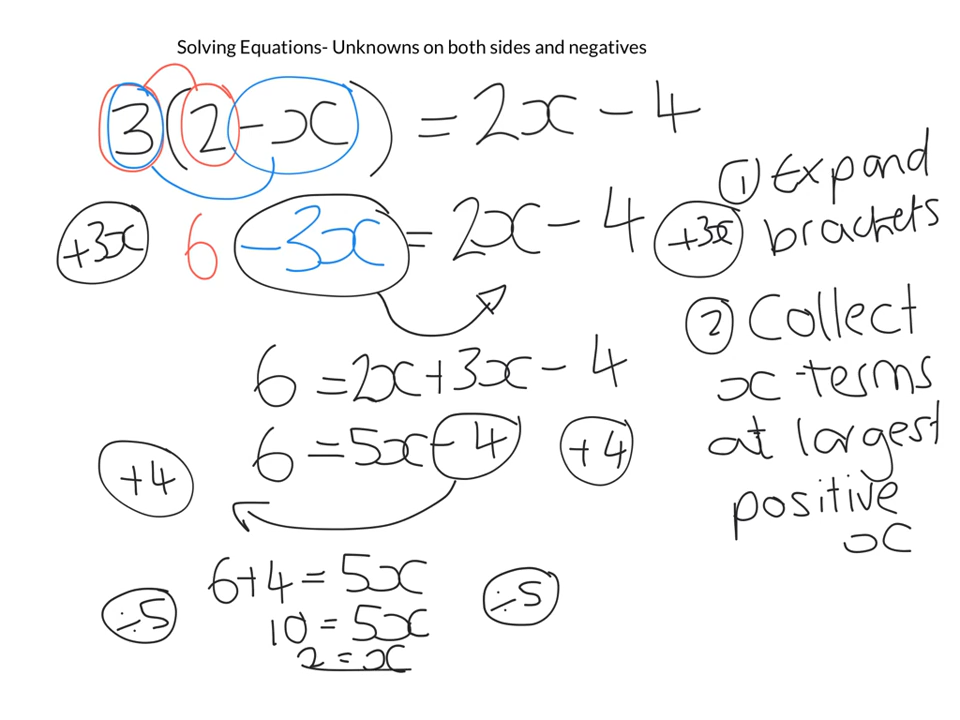 Solving Equations- Unknowns on both sides and negatives
3(2-x) = 2x - 4
① Expand
brackets
+3x 6 -3x = 2x - 4 +3x
② Collect
x terms
at largest
positive
x
6 = 2x + 3x - 4
6 = 5x - 4
+4 +4
6+4 = 5x
÷5 ÷5
10 = 5x
2 = x